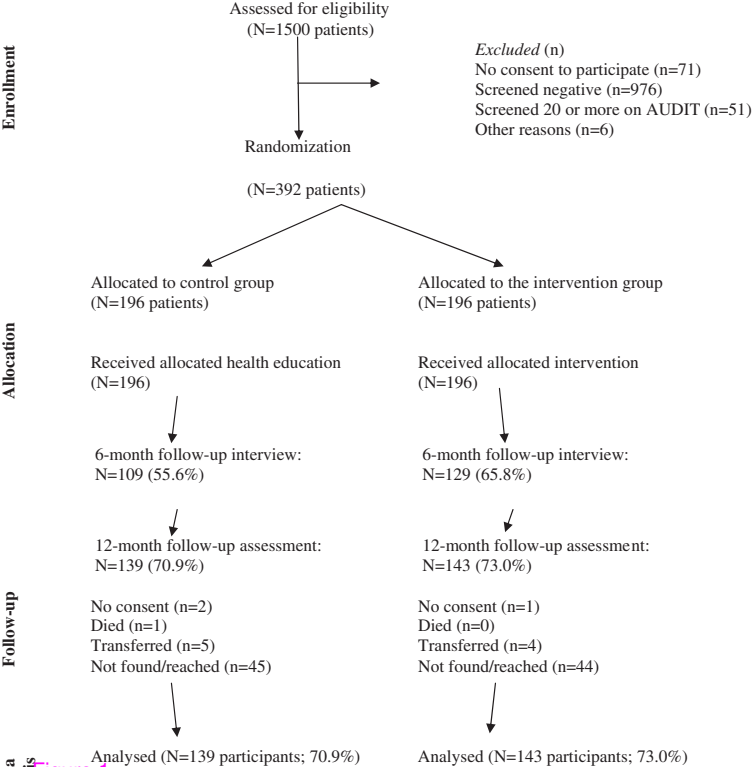 Assessed for eligibility
(N=1500 patients)
Enrollment
Excluded (n)
No consent to participate (n=71)
Screened negative (n=976)
Screened 20 or more on AUDIT (n=51)
Other reasons (n=6)
Randomization
(N=392 patients)
Allocation
Allocated to control group
(N=196 patients)
Allocated to the intervention group
(N=196 patients)
Received allocated health education
(N=196)
Received allocated intervention
(N=196)
Follow-up
6-month follow-up interview:
N=109 (55.6%)
6-month follow-up interview:
N=129 (65.8%)
12-month follow-up assessment:
N=139 (70.9%)
12-month follow-up assessment:
N=143 (73.0%)
No consent (n=2)
Died (n=1)
Transferred (n=5)
Not found/reached (n=45)
No consent (n=1)
Died (n=0)
Transferred (n=4)
Not found/reached (n=44)
a
is
Analysed (N=139 participants; 70.9%)
Analysed (N=143 participants; 73.0%)